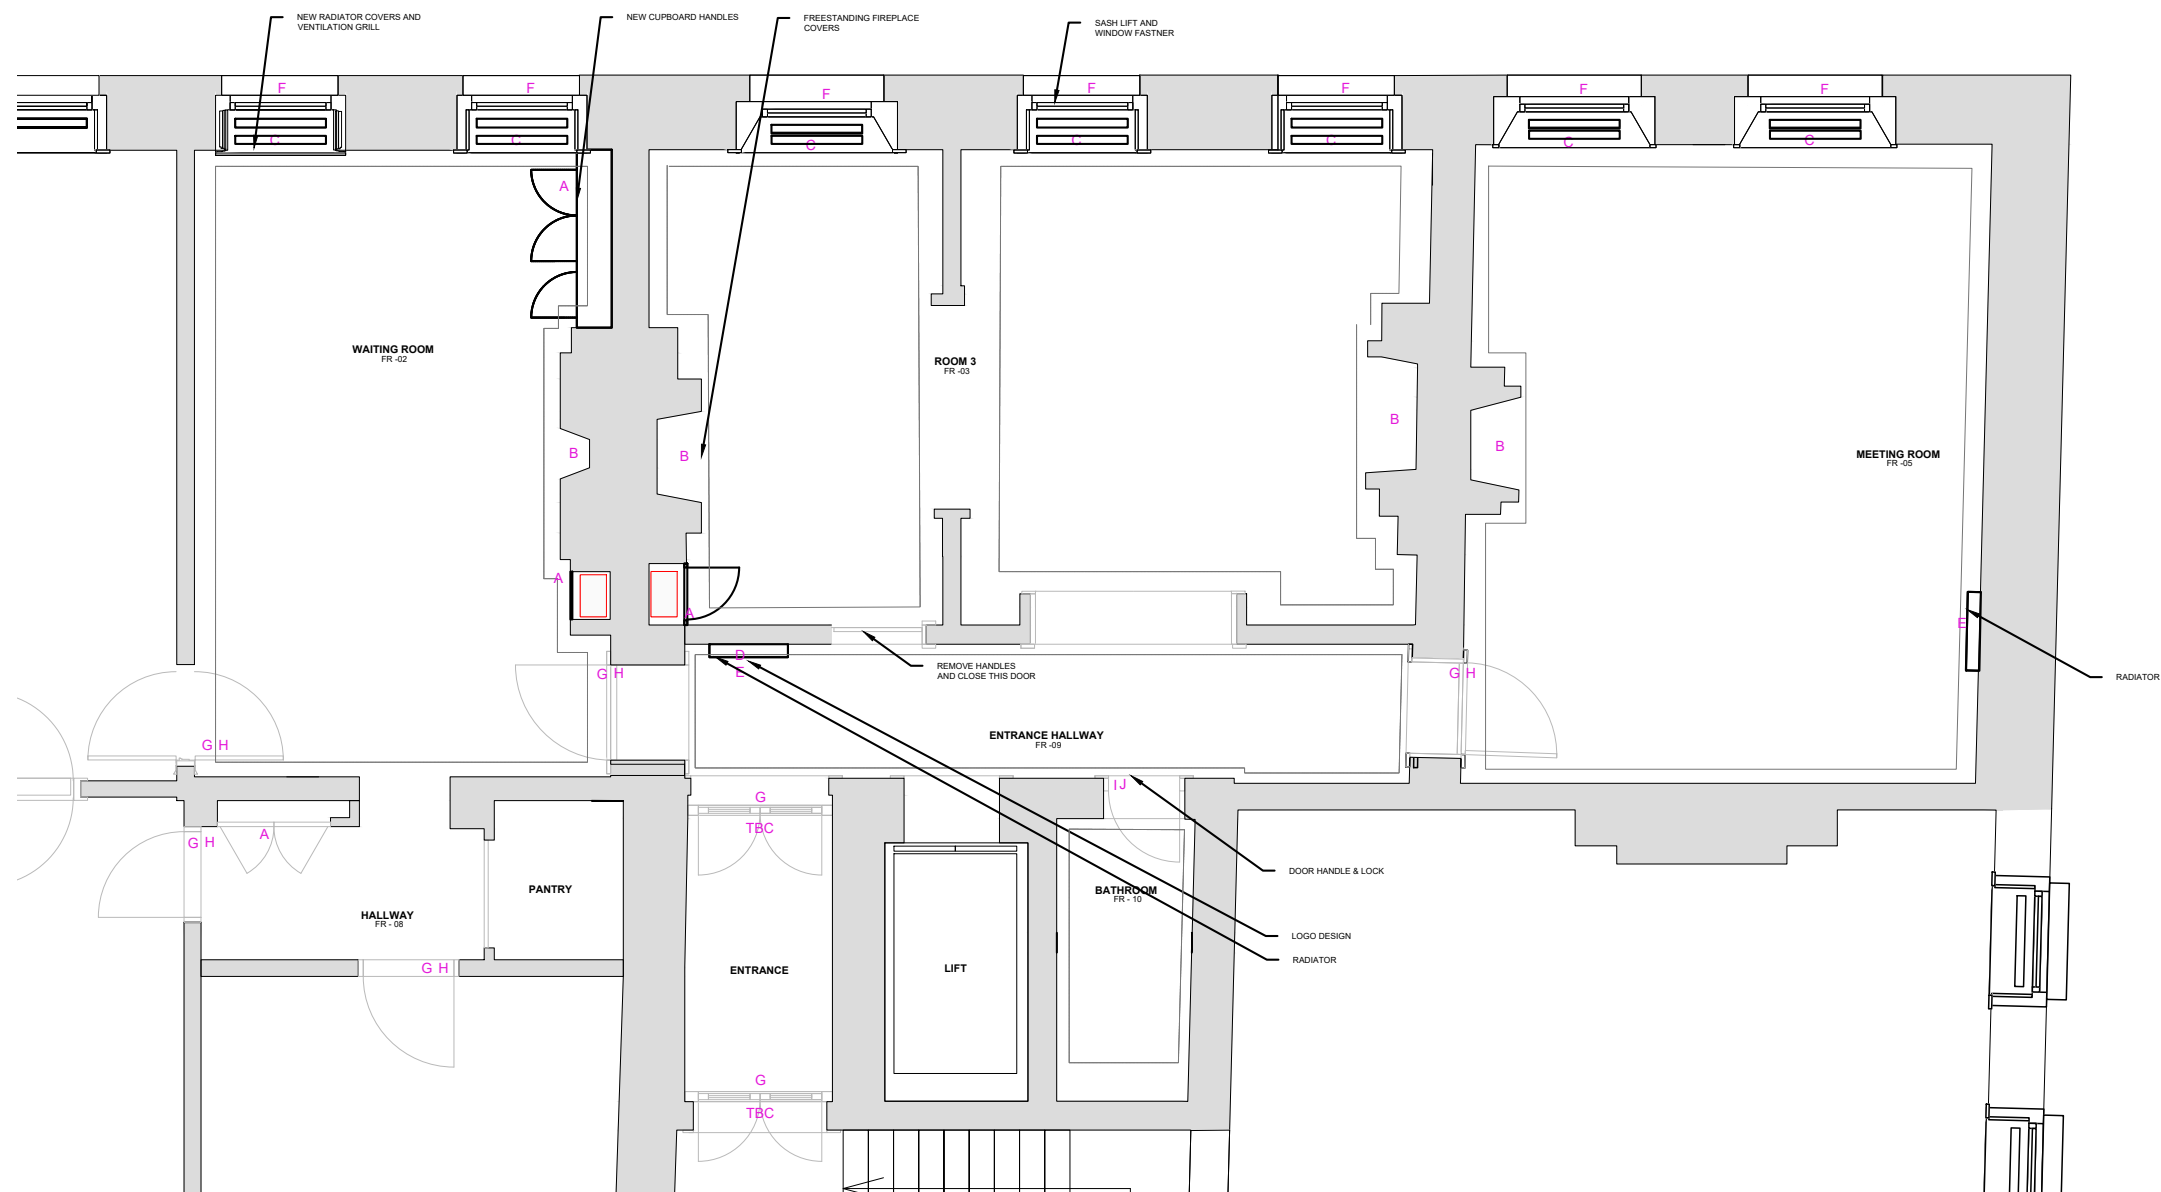 NEW RADIATOR COVERS AND
VENTILATION GRILL
NEW CUPBOARD HANDLES
FREESTANDING FIREPLACE
COVERS
SASH LIFT AND
WINDOW FASTNER
F
F
F
F
F
F
F
C
C
C
C
C
C
C
A
WAITING ROOM
FR -02
ROOM 3
FR -03
B
B
B
B
MEETING ROOM
FR -05
A
A
E
D
E
REMOVE HANDLES
AND CLOSE THIS DOOR
G H
G H
RADIATOR
ENTRANCE HALLWAY
FR -09
G H
I J
G
TBC
A
G H
DOOR HANDLE & LOCK
PANTRY
BATHROOM
FR - 10
HALLWAY
FR - 08
LOGO DESIGN
RADIATOR
G H
ENTRANCE
LIFT
G
TBC